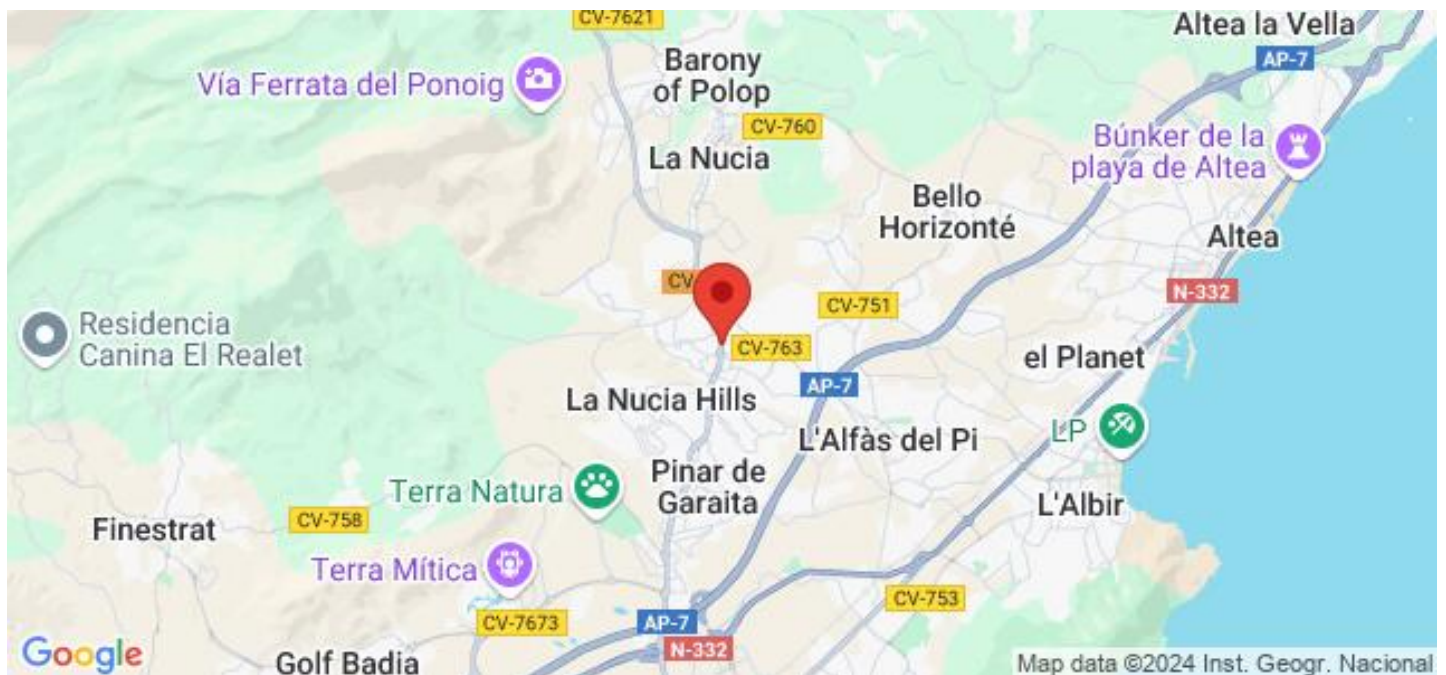 CV-7621
Altea la Vella
AP-7
Barony
of Polop
Vía Ferrata del Ponoig
CV-760
Búnker de la
playa de Altea
La Nucia
Bello
Horizonté
Altea
CV
N-332
CV-751
Residencia
Canina El Realet
CV-763
el Planet
AP-7
La Nucia Hills
LP
L'Alfàs del Pi
Pinar de
Garaita
Terra Natura
L'Albir
Finestrat
CV-758
Terra Mítica
CV-753
CV-7673
AP-7
N-332
Google
Golf Badia
Map data ©2024 Inst. Geogr. Nacional